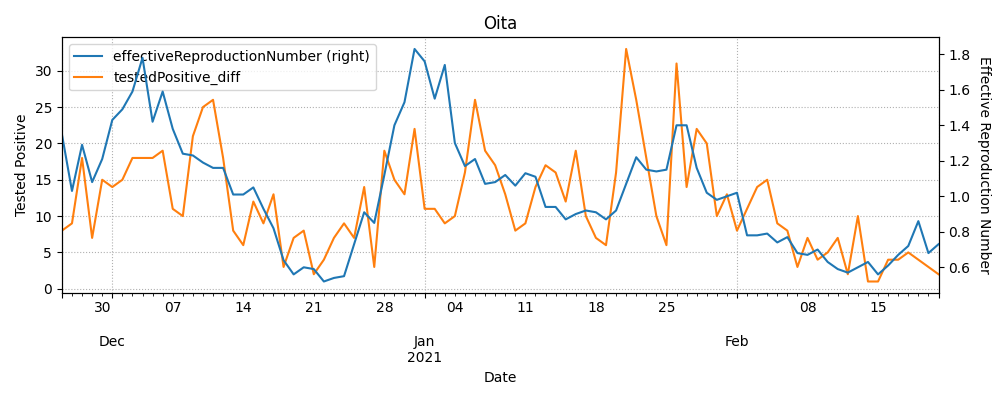 Oita
effectiveReproductionNumber (right)
testedPositive_diff
Tested Positive
30
25
20
15
10
5
0
1.8
1.6
1.4
1.2
1.0
0.8
0.6
Effective Reproduction Number
30 07 14 21 28 04 11 18 25 08 15
Dec Jan Feb
2021
Date